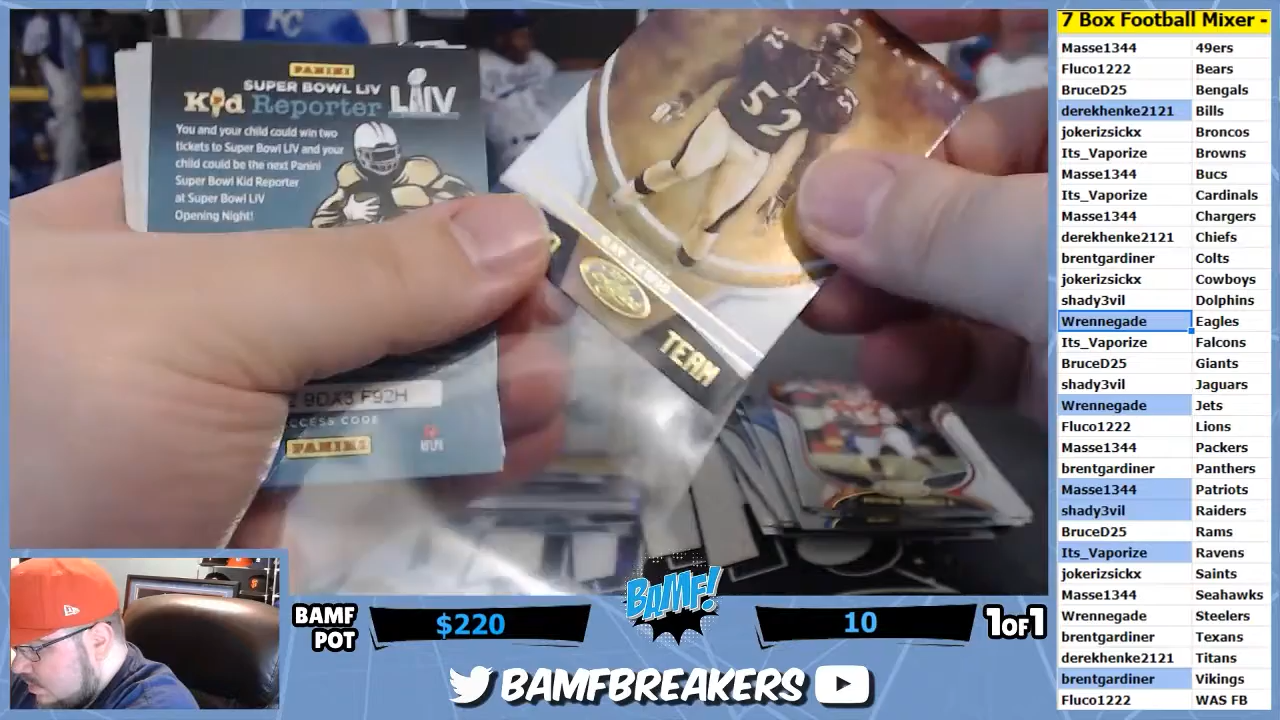 KC
PANINI
SUPER BOWL LIV
Kid Reporter
LIV
You and your child could win two
tickets to Super Bowl LIV and your
child could be the next Panini
Super Bowl Kid Reporter
at Super Bowl LIV
Opening Night!
9DA3 F92H
ACCESS CODE
PANINI
52
52
RAY LEWIS
TEAM
7 Box Football Mixer -
Masse1344 49ers
Fluco1222 Bears
BruceD25 Bengals
derekhenke2121 Bills
jokerizsickx Broncos
Its_Vaporize Browns
Masse1344 Bucs
Its_Vaporize Cardinals
Masse1344 Chargers
derekhenke2121 Chiefs
brentgardiner Colts
jokerizsickx Cowboys
shady3vil Dolphins
Wrennegade Eagles
Its_Vaporize Falcons
BruceD25 Giants
shady3vil Jaguars
Wrennegade Jets
Fluco1222 Lions
Masse1344 Packers
brentgardiner Panthers
Masse1344 Patriots
shady3vil Raiders
BruceD25 Rams
Its_Vaporize Ravens
jokerizsickx Saints
Masse1344 Seahawks
Wrennegade Steelers
brentgardiner Texans
derekhenke2121 Titans
brentgardiner Vikings
Fluco1222 WAS FB
BAMF
POT
$220
BAMF!
10
1OF1
BAMFBREAKERS